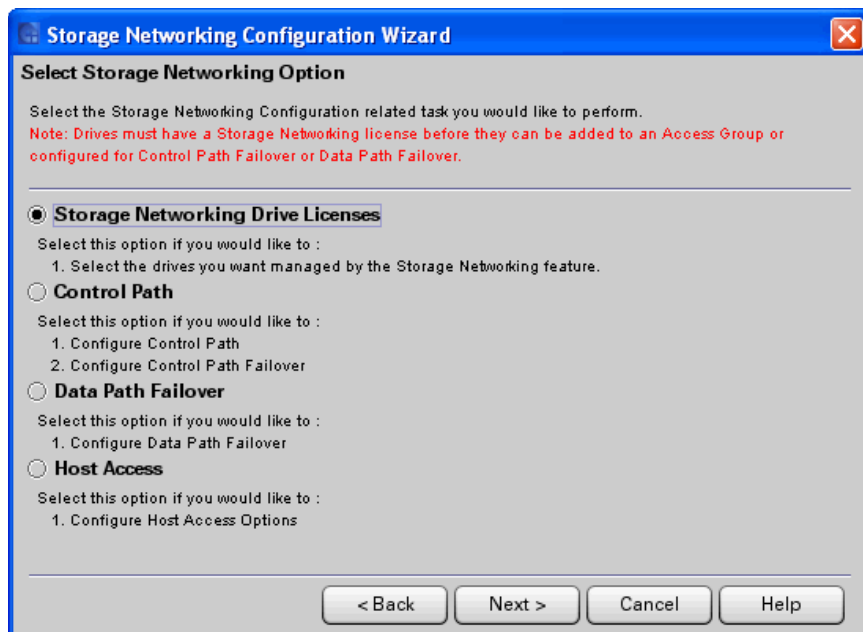 Storage Networking Configuration Wizard
Select Storage Networking Option
Select the Storage Networking Configuration related task you would like to perform.
Note: Drives must have a Storage Networking license before they can be added to an Access Group or
configured for Control Path Failover or Data Path Failover.
Storage Networking Drive Licenses
Select this option if you would like to :
1. Select the drives you want managed by the Storage Networking feature.
Control Path
Select this option if you would like to :
1. Configure Control Path
2. Configure Control Path Failover
Data Path Failover
Select this option if you would like to :
1. Configure Data Path Failover
Host Access
Select this option if you would like to :
1. Configure Host Access Options
< Back Next > Cancel Help